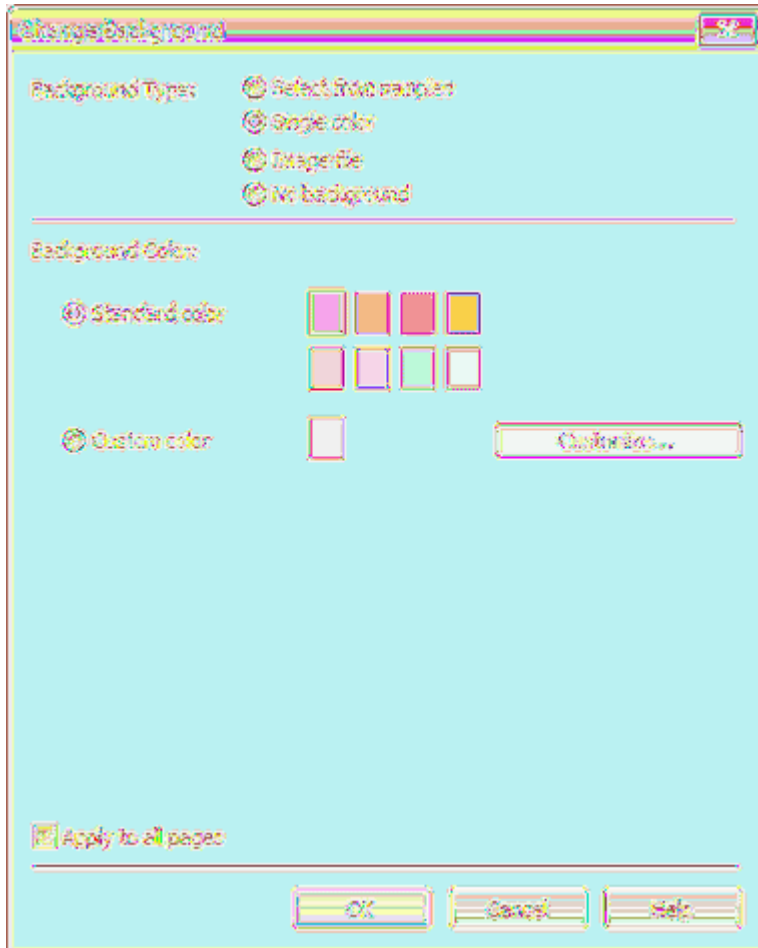 Change Background
Background Type:
Select from samples
Single color
Image file
No background
Background Color:
Standard color
Custom color
Customize...
Apply to all pages
OK
Cancel
Help